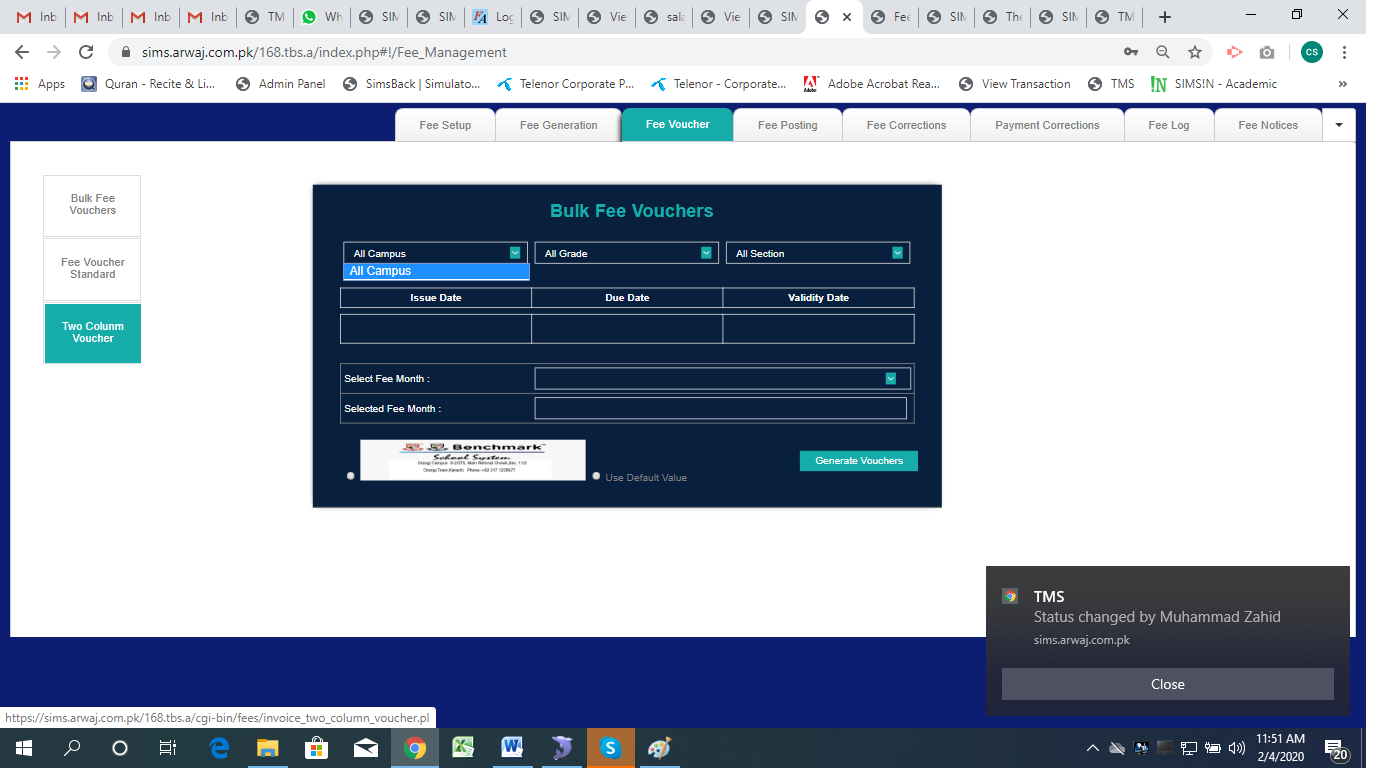 Inb
Inb
Inb
Inb
TM
Wh
SIM
SIM
Log
SIM
Vie
sala
Vie
SIM
Fee
SIM
The
SIM
TM
sims.arwaj.com.pk/168.tbs.a/index.php#!/Fee_Management
CS
Apps
Quran - Recite & Li...
Admin Panel
SimsBack | Simulato...
Telenor Corporate P...
Telenor - Corporate...
Adobe Acrobat Rea...
View Transaction
TMS
SIMS!N - Academic
»
Fee Setup
Fee Generation
Fee Voucher
Fee Posting
Fee Corrections
Payment Corrections
Fee Log
Fee Notices
Bulk Fee
Vouchers
Fee Voucher
Standard
Two Colunm
Voucher
Bulk Fee Vouchers
All Campus
All Grade
All Section
All Campus
Issue Date
Due Date
Validity Date
Select Fee Month :
Selected Fee Month :
Benchmark
School System
Orangi Town,Karachi
Use Default Value
Generate Vouchers
TMS
Status changed by Muhammad Zahid
sims.arwaj.com.pk
Close
https://sims.arwaj.com.pk/168.tbs.a/cgi-bin/fees/invoice_two_column_voucher.pl
11:51 AM
2/4/2020
20